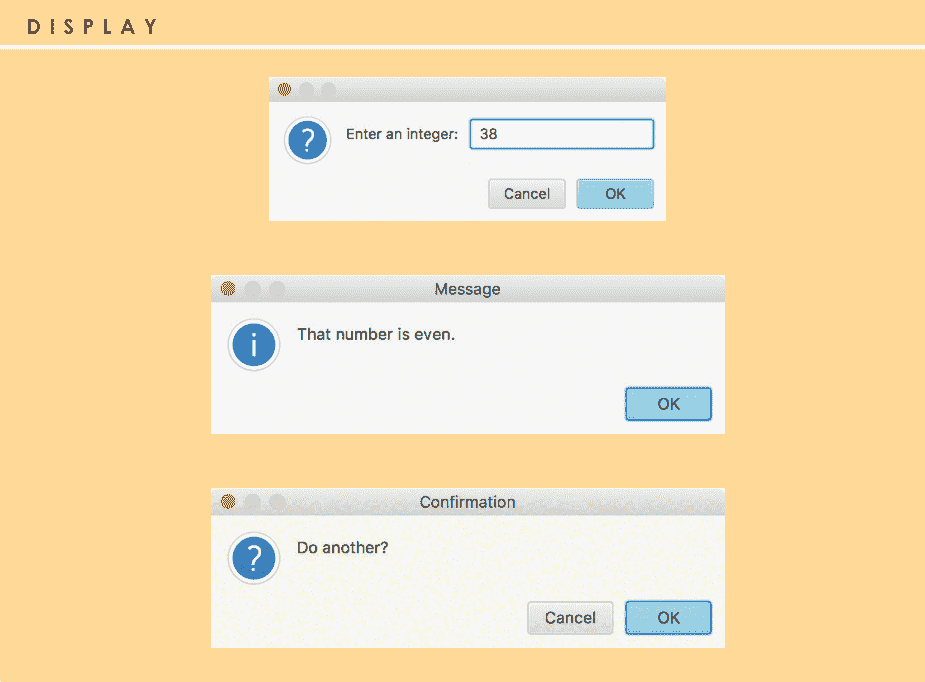 DISPLAY
Enter an integer: 38
Cancel OK
Message
That number is even.
OK
Confirmation
Do another?
Cancel OK